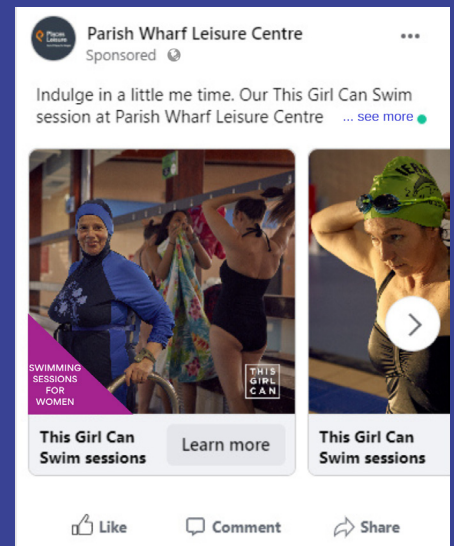 Places
Leisure
Parish Wharf Leisure Centre
Sponsored
Indulge in a little me time. Our This Girl Can Swim
session at Parish Wharf Leisure Centre ... see more
SWIMMING
SESSIONS
FOR
WOMEN
THIS
GIRL
CAN
This Girl Can
Swim sessions
Learn more
This Girl Can
Swim sessions
Like
Comment
Share